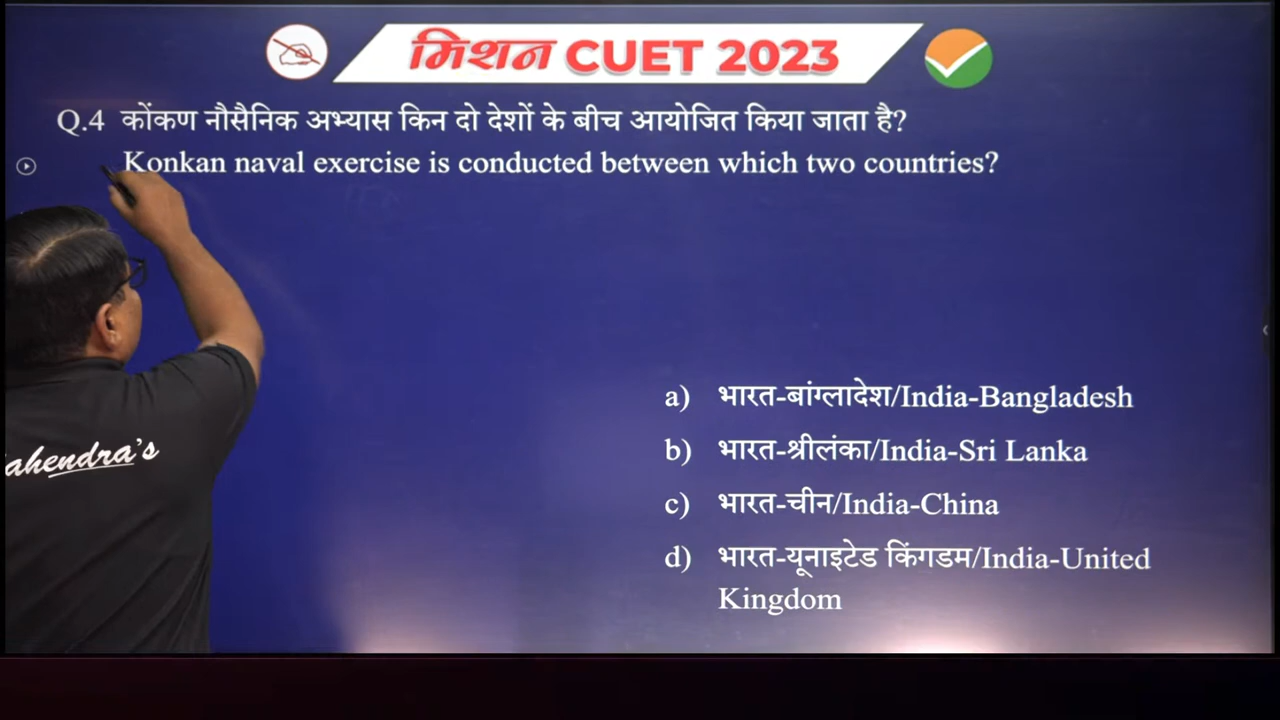 मिशन CUET 2023
Q.4 कोंकण नौसैनिक अभ्यास किन दो देशों के बीच आयोजित किया जाता है?
Konkan naval exercise is conducted between which two countries?
a) भारत-बांग्लादेश/India-Bangladesh
b) भारत-श्रीलंका/India-Sri Lanka
c) भारत-चीन/India-China
d) भारत-यूनाइटेड किंगडम/India-United
Kingdom
ahendra's